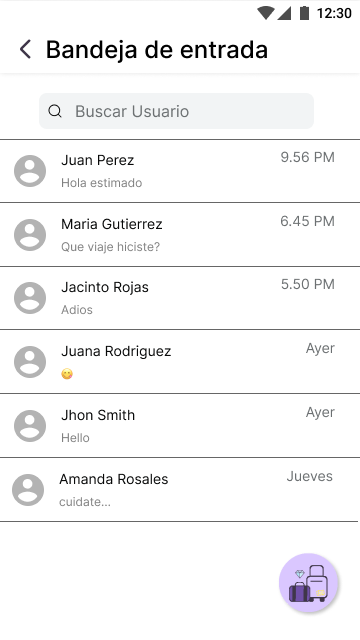 12:30
Bandeja de entrada
Buscar Usuario
Juan Perez 9.56 PM
Hola estimado
Maria Gutierrez 6.45 PM
Que viaje hiciste?
Jacinto Rojas 5.50 PM
Adios
Juana Rodriguez Ayer
😋
Jhon Smith Ayer
Hello
Amanda Rosales Jueves
cuidate...